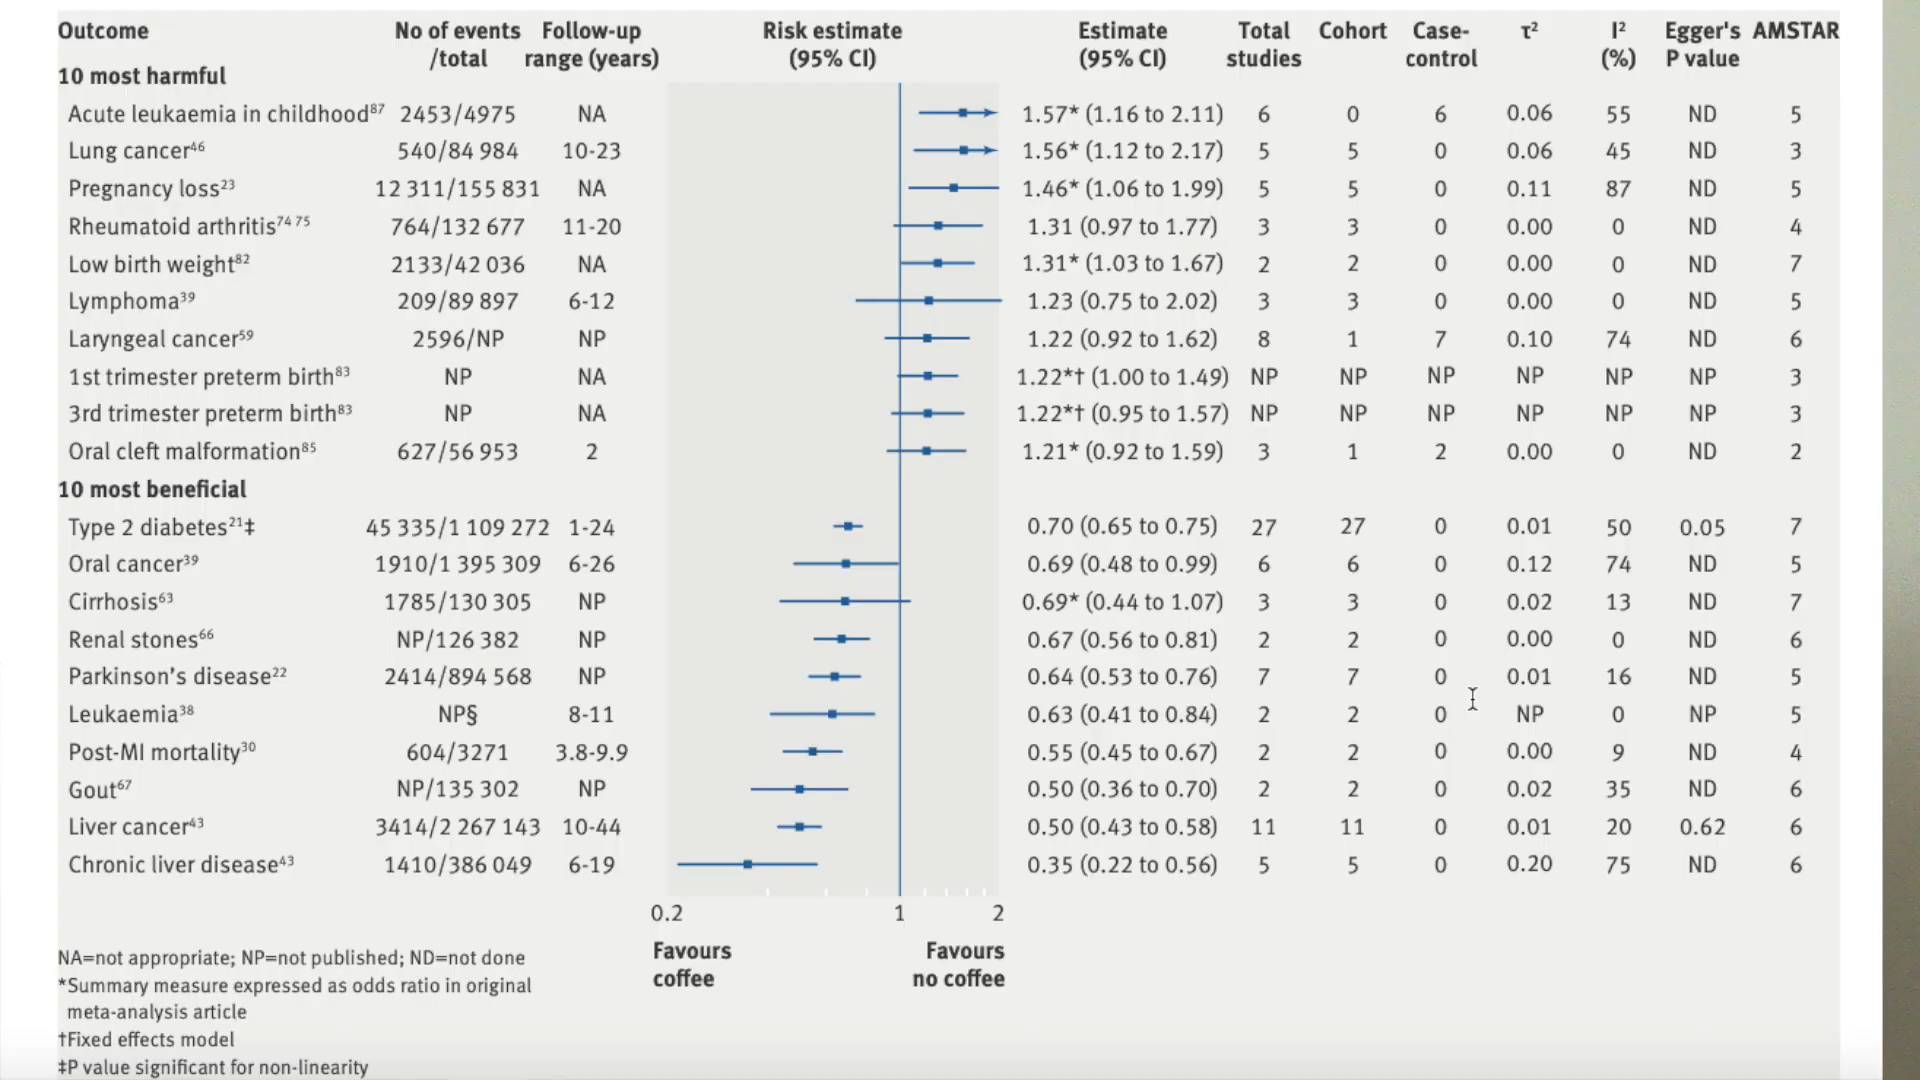 Outcome No of events /total Follow-up range (years) Risk estimate (95% CI) Estimate (95% CI) Total studies Cohort Case-control τ² I² (%) Egger's P value AMSTAR
10 most harmful
Acute leukaemia in childhood⁸⁷ 2453/4975 NA 1.57* (1.16 to 2.11) 6 0 6 0.06 55 ND 5
Lung cancer⁴⁶ 540/84 984 10-23 1.56* (1.12 to 2.17) 5 5 0 0.06 45 ND 3
Pregnancy loss²³ 12 311/155 831 NA 1.46* (1.06 to 1.99) 5 5 0 0.11 87 ND 5
Rheumatoid arthritis⁷⁴ ⁷⁵ 764/132 677 11-20 1.31 (0.97 to 1.77) 3 3 0 0.00 0 ND 4
Low birth weight⁸² 2133/42 036 NA 1.31* (1.03 to 1.67) 2 2 0 0.00 0 ND 7
Lymphoma³⁹ 209/89 897 6-12 1.23 (0.75 to 2.02) 3 3 0 0.00 0 ND 5
Laryngeal cancer⁵⁹ 2596/NP NP 1.22 (0.92 to 1.62) 8 1 7 0.10 74 ND 6
1st trimester preterm birth⁸³ NP NA 1.22*† (1.00 to 1.49) NP NP NP NP NP NP 3
3rd trimester preterm birth⁸³ NP NA 1.22*† (0.95 to 1.57) NP NP NP NP NP NP 3
Oral cleft malformation⁸⁵ 627/56 953 2 1.21* (0.92 to 1.59) 3 1 2 0.00 0 ND 2
10 most beneficial
Type 2 diabetes²¹‡ 45 335/1 109 272 1-24 0.70 (0.65 to 0.75) 27 27 0 0.01 50 0.05 7
Oral cancer³⁹ 1910/1 395 309 6-26 0.69 (0.48 to 0.99) 6 6 0 0.12 74 ND 5
Cirrhosis⁶³ 1785/130 305 NP 0.69* (0.44 to 1.07) 3 3 0 0.02 13 ND 7
Renal stones⁶⁶ NP/126 382 NP 0.67 (0.56 to 0.81) 2 2 0 0.00 0 ND 6
Parkinson's disease²² 2414/894 568 NP 0.64 (0.53 to 0.76) 7 7 0 0.01 16 ND 5
Leukaemia³⁸ NP§ 8-11 0.63 (0.41 to 0.84) 2 2 0 NP 0 NP 5
Post-MI mortality³⁰ 604/3271 3.8-9.9 0.55 (0.45 to 0.67) 2 2 0 0.00 9 ND 4
Gout⁶⁷ NP/135 302 NP 0.50 (0.36 to 0.70) 2 2 0 0.02 35 ND 6
Liver cancer⁴³ 3414/2 267 143 10-44 0.50 (0.43 to 0.58) 11 11 0 0.01 20 0.62 6
Chronic liver disease⁴³ 1410/386 049 6-19 0.35 (0.22 to 0.56) 5 5 0 0.20 75 ND 6
0.2 1 2
Favours coffee Favours no coffee
NA=not appropriate; NP=not published; ND=not done
*Summary measure expressed as odds ratio in original
meta-analysis article
†Fixed effects model
‡P value significant for non-linearity